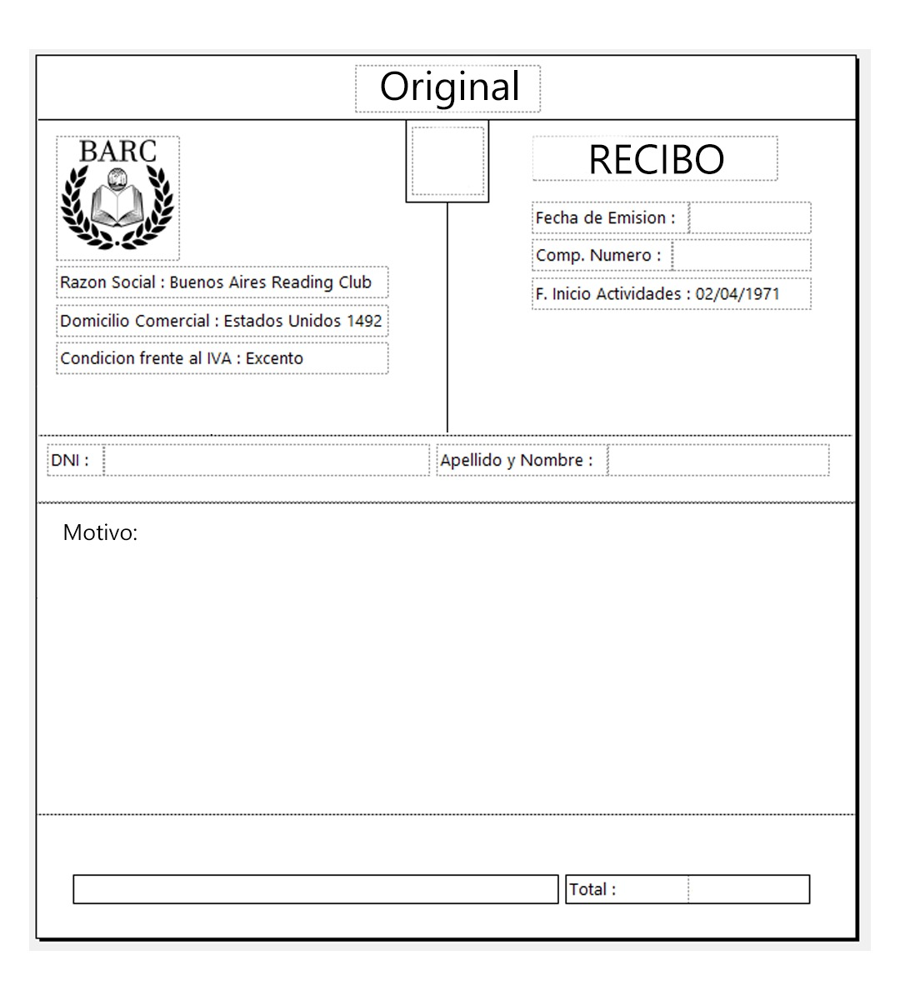 Original
BARC
RECIBO
Fecha de Emision :
Comp. Numero :
F. Inicio Actividades : 02/04/1971
Razon Social : Buenos Aires Reading Club
Domicilio Comercial : Estados Unidos 1492
Condicion frente al IVA : Excento
DNI :
Apellido y Nombre :
Motivo:
Total :